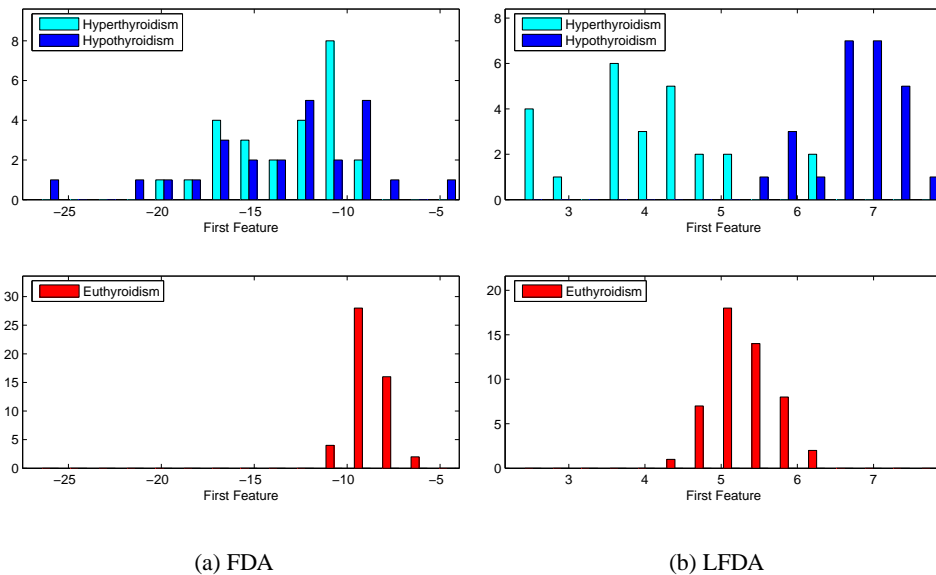 Hyperthyroidism
Hypothyroidism
8
6
4
2
0
−25 −20 −15 −10 −5
First Feature
Hyperthyroidism
Hypothyroidism
8
6
4
2
0
3 4 5 6 7
First Feature
Euthyroidism
30
25
20
15
10
5
0
−25 −20 −15 −10 −5
First Feature
Euthyroidism
20
15
10
5
0
3 4 5 6 7
First Feature
(a) FDA
(b) LFDA